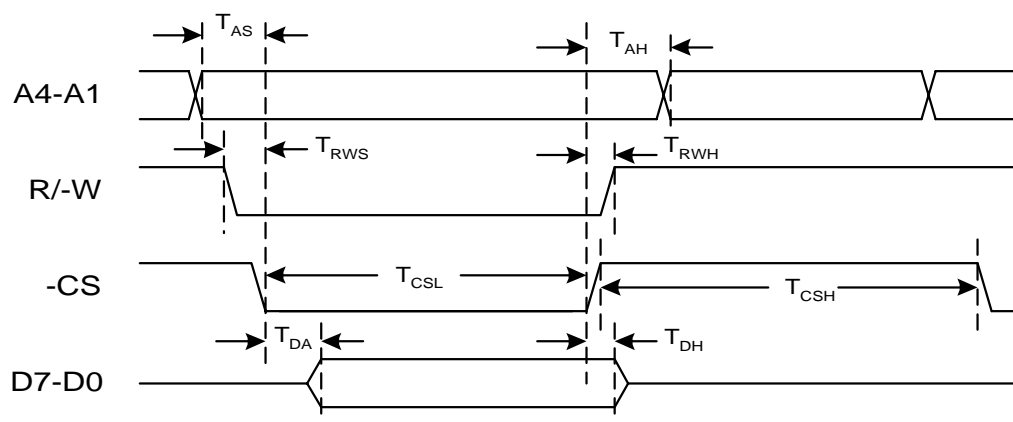 TAS
TAH
A4-A1
TRWS
TRWH
R/-W
TCSL
-CS
TCSH
TDA
TDH
D7-D0